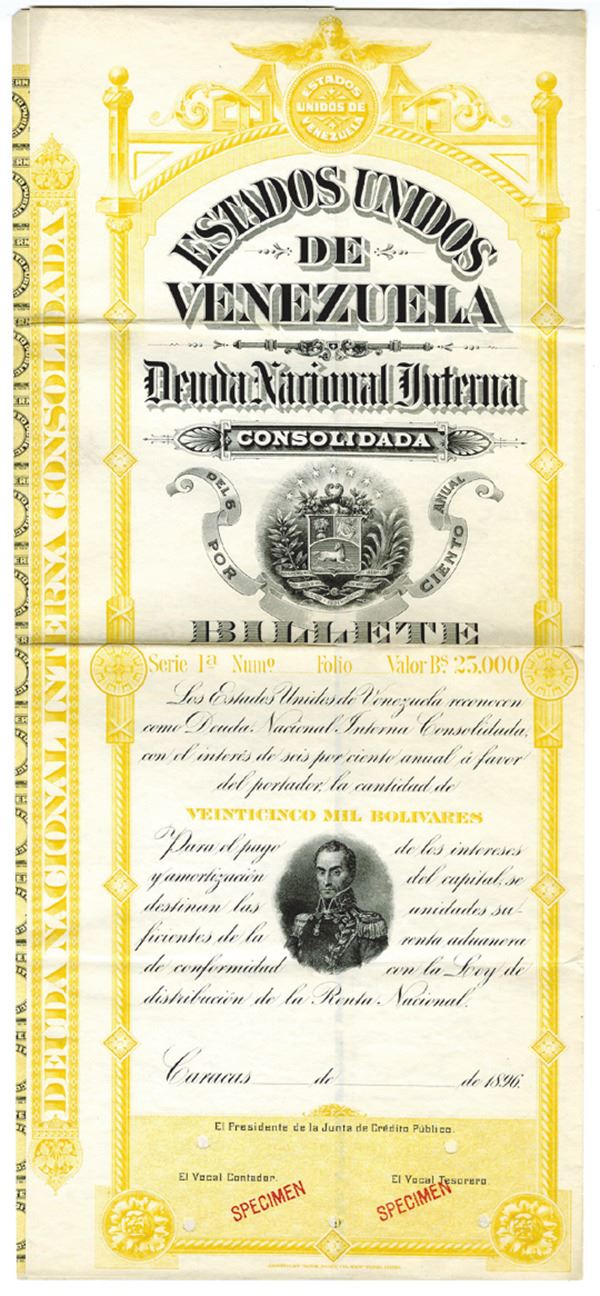 ESTADOS
UNIDOS DE
VENEZUELA
ESTADOS UNIDOS
DE
VENEZUELA
Deuda Nacional Interna
CONSOLIDADA
DEL 6 POR CIENTO ANUAL
BILLETE
Serie 1ª Numº Folio Valor Bs. 25,000
Los Estados Unidos de Venezuela reconocen
como Deuda Nacional Interna Consolidada,
con el interés de seis por ciento anual á favor
del portador, la cantidad de
VEINTICINCO MIL BOLIVARES
Para el pago de los intereses
y amortización del capital, se
destinan las unidades su-
ficientes de la renta aduanera
de conformidad con la Ley de
distribución de la Renta Nacional.
Caracas de de 1896.
El Presidente de la Junta de Crédito Público.
El Vocal Contador. El Vocal Tesorero.
SPECIMEN SPECIMEN
DEUDA NACIONAL INTERNA CONSOLIDADA